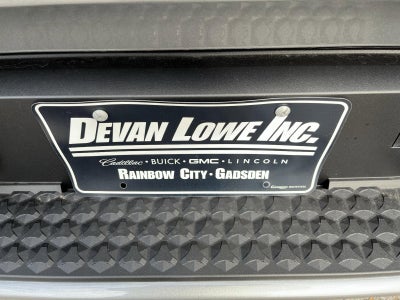 DEVAN LOWE INC.
Cadillac · BUICK · GMC · LINCOLN
RAINBOW CITY · GADSDEN